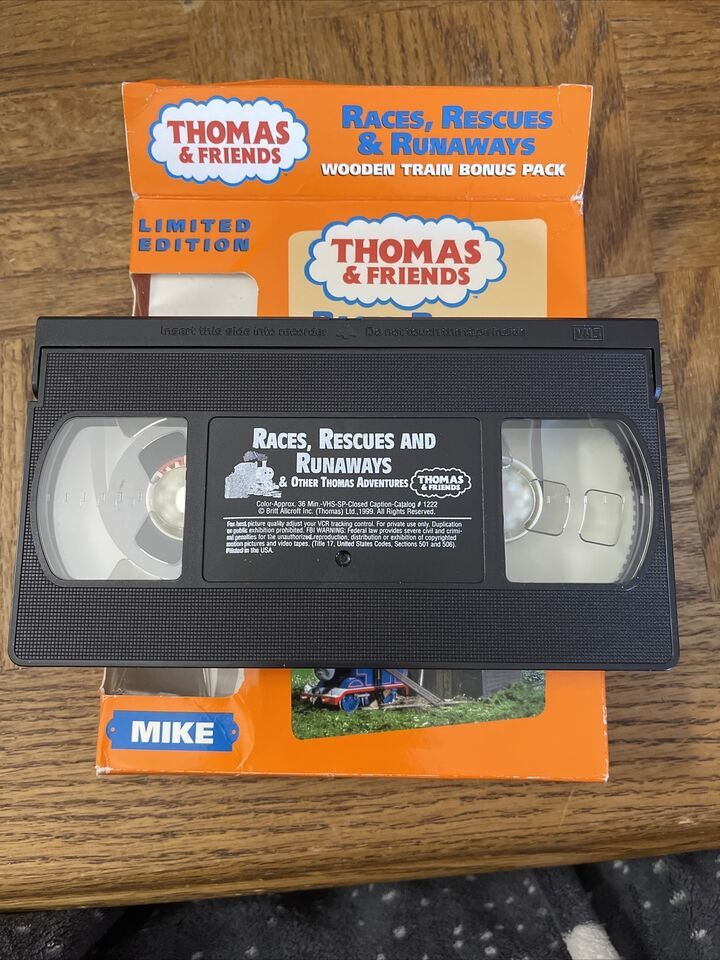 THOMAS
& FRIENDS
RACES, RESCUES
& RUNAWAYS
WOODEN TRAIN BONUS PACK
LIMITED
EDITION
THOMAS
& FRIENDS
™
Insert this side into recorder Do not touch the tape inside
VHS
RACES, RESCUES AND
RUNAWAYS
& OTHER THOMAS ADVENTURES
THOMAS
& FRIENDS
Color-Approx. 36 Min.-VHS-SP-Closed Caption-Catalog # 1222
© Britt Allcroft Inc. (Thomas) Ltd.,1999. All Rights Reserved.
For best picture quality adjust your VCR tracking control. For private use only. Duplication
or public exhibition prohibited. FBI WARNING: Federal law provides severe civil and crimi-
nal penalties for the unauthorized reproduction, distribution or exhibition of copyrighted
motion pictures and video tapes. (Title 17, United States Codes, Sections 501 and 506).
Printed in the USA.
MIKE